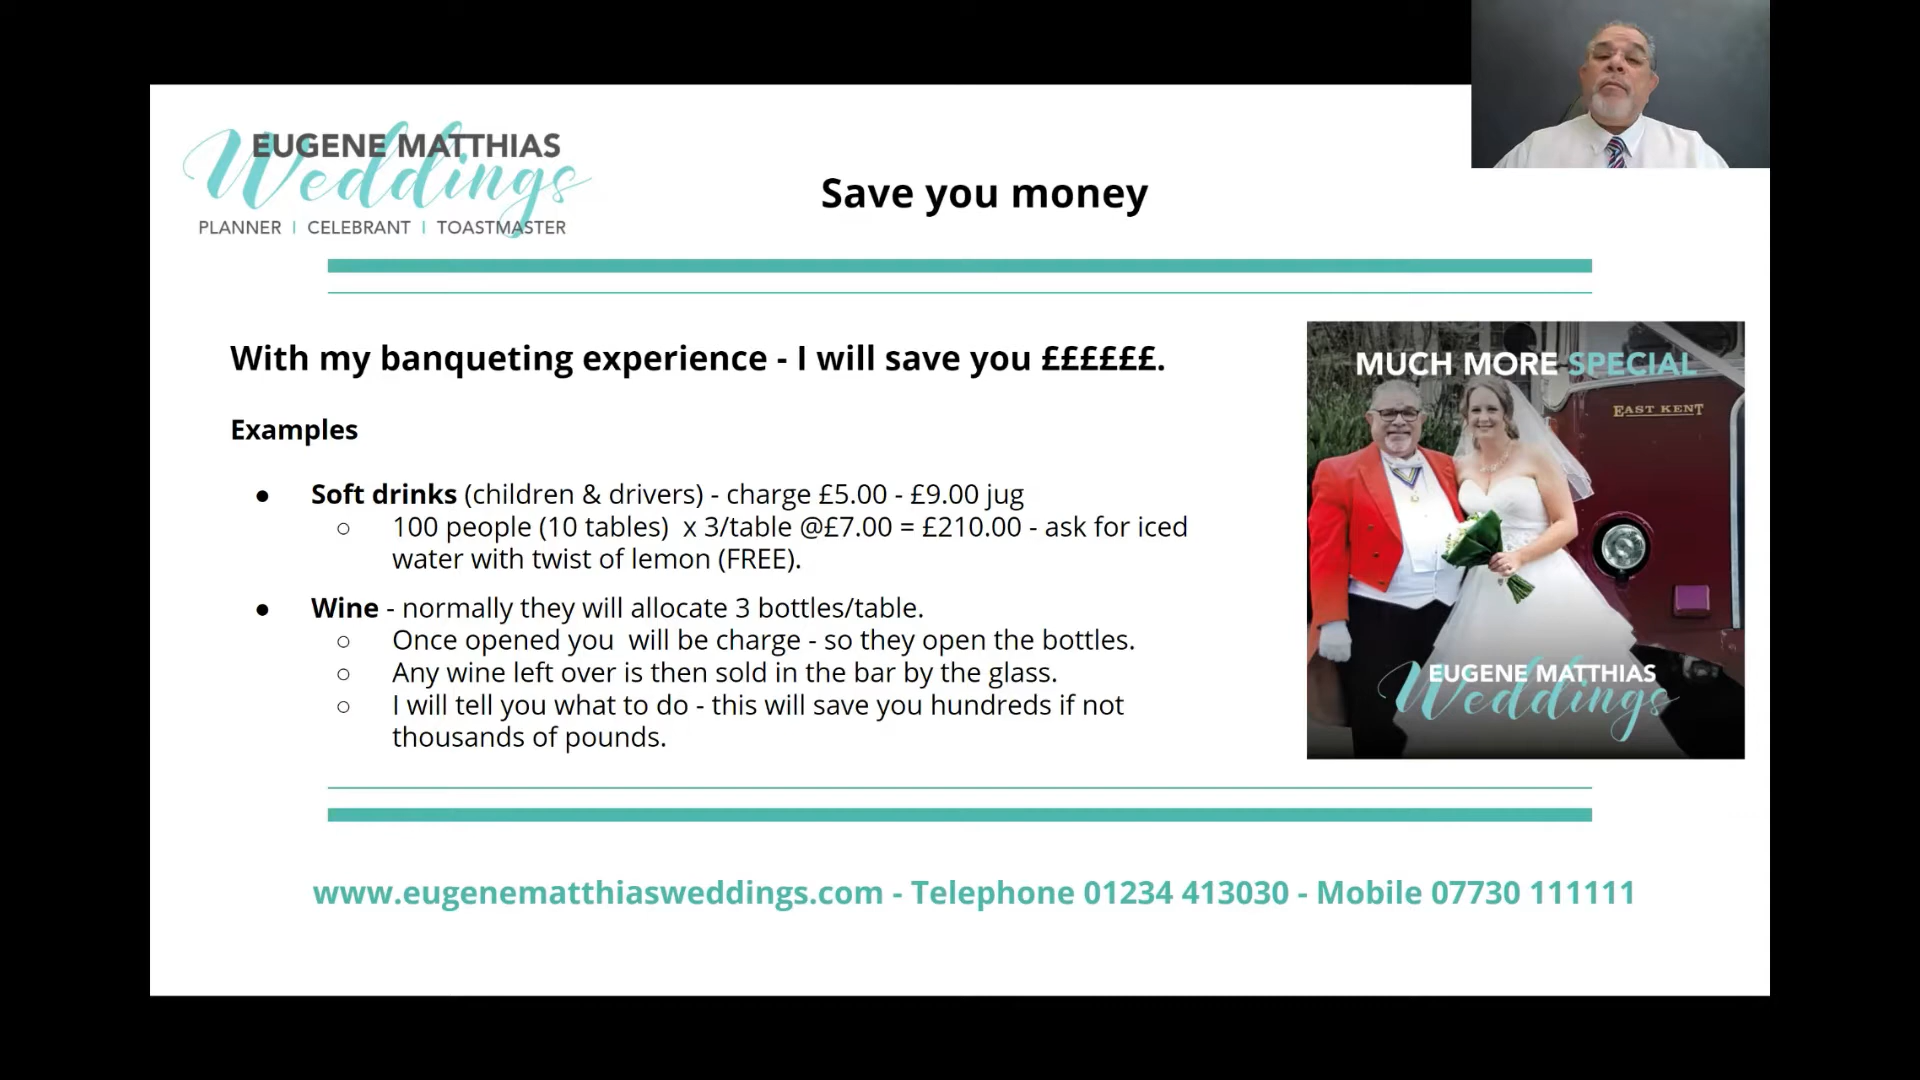 EUGENE MATTHIAS
Weddings
PLANNER | CELEBRANT | TOASTMASTER
Save you money
With my banqueting experience - I will save you ££££££.
Examples
● Soft drinks (children & drivers) - charge £5.00 - £9.00 jug
○ 100 people (10 tables)  x 3/table @£7.00 = £210.00 - ask for iced
water with twist of lemon (FREE).
● Wine - normally they will allocate 3 bottles/table.
○ Once opened you  will be charge - so they open the bottles.
○ Any wine left over is then sold in the bar by the glass.
○ I will tell you what to do - this will save you hundreds if not
thousands of pounds.
MUCH MORE SPECIAL
EAST KENT
EUGENE MATTHIAS
Weddings
www.eugenematthiasweddings.com - Telephone 01234 413030 - Mobile 07730 111111